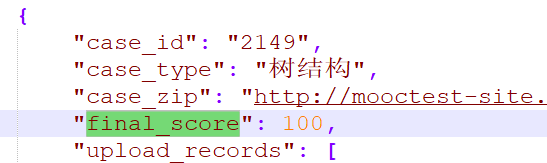 {
"case_id": "2149",
"case_type": "树结构",
"case_zip": "http://mooctest-site.
"final_score": 100,
"upload_records": [